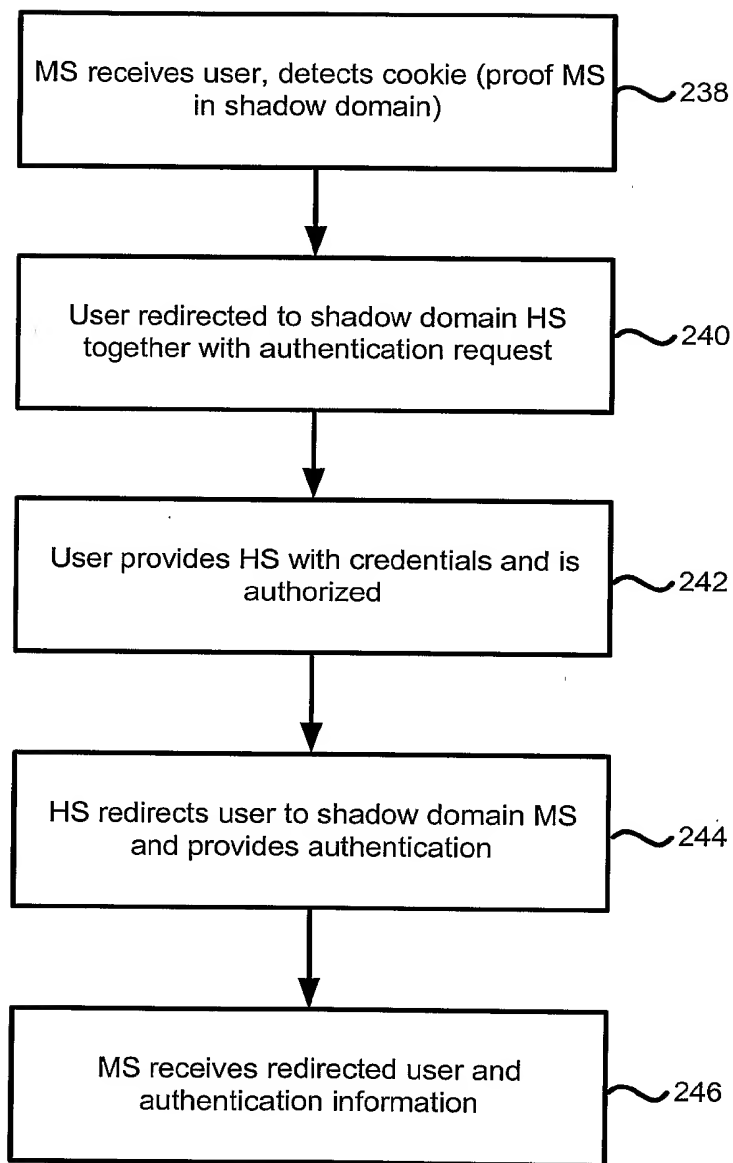 MS receives user, detects cookie (proof MS
in shadow domain)
238
User redirected to shadow domain HS
together with authentication request
240
User provides HS with credentials and is
authorized
242
HS redirects user to shadow domain MS
and provides authentication
244
MS receives redirected user and
authentication information
246